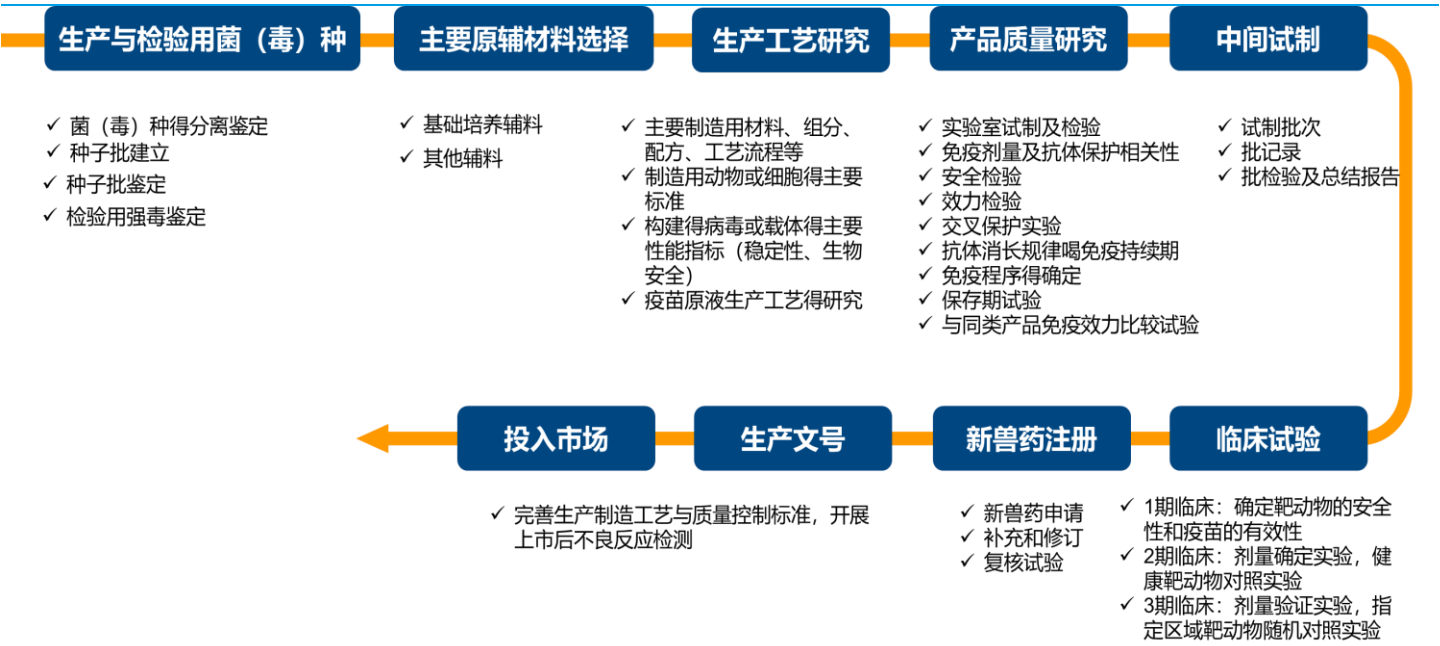 生产与检验用菌（毒）种
主要原辅材料选择
生产工艺研究
产品质量研究
中间试制
✓ 菌（毒）种得分离鉴定
✓ 种子批建立
✓ 种子批鉴定
✓ 检验用强毒鉴定
✓ 基础培养辅料
✓ 其他辅料
✓ 主要制造用材料、组分、
配方、工艺流程等
✓ 制造用动物或细胞得主要
标准
✓ 构建得病毒或载体得主要
性能指标（稳定性、生物
安全）
✓ 疫苗原液生产工艺得研究
✓ 实验室试制及检验
✓ 免疫剂量及抗体保护相关性
✓ 安全检验
✓ 效力检验
✓ 交叉保护实验
✓ 抗体消长规律喝免疫持续期
✓ 免疫程序得确定
✓ 保存期试验
✓ 与同类产品免疫效力比较试验
✓ 试制批次
✓ 批记录
✓ 批检验及总结报告
投入市场
生产文号
新兽药注册
临床试验
✓ 完善生产制造工艺与质量控制标准，开展
上市后不良反应检测
✓ 新兽药申请
✓ 补充和修订
✓ 复核试验
✓ 1期临床：确定靶动物的安全
性和疫苗的有效性
✓ 2期临床：剂量确定实验，健
康靶动物对照实验
✓ 3期临床：剂量验证实验，指
定区域靶动物随机对照实验